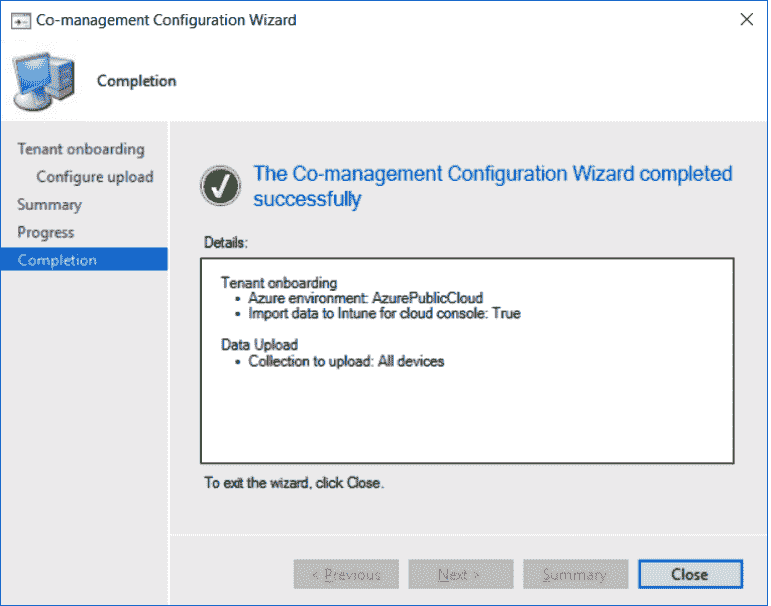 Co-management Configuration Wizard
Completion
Tenant onboarding
Configure upload
Summary
Progress
Completion
The Co-management Configuration Wizard completed
successfully
Details:
Tenant onboarding
• Azure environment: AzurePublicCloud
• Import data to Intune for cloud console: True
Data Upload
• Collection to upload: All devices
To exit the wizard, click Close.
< Previous
Next >
Summary
Close